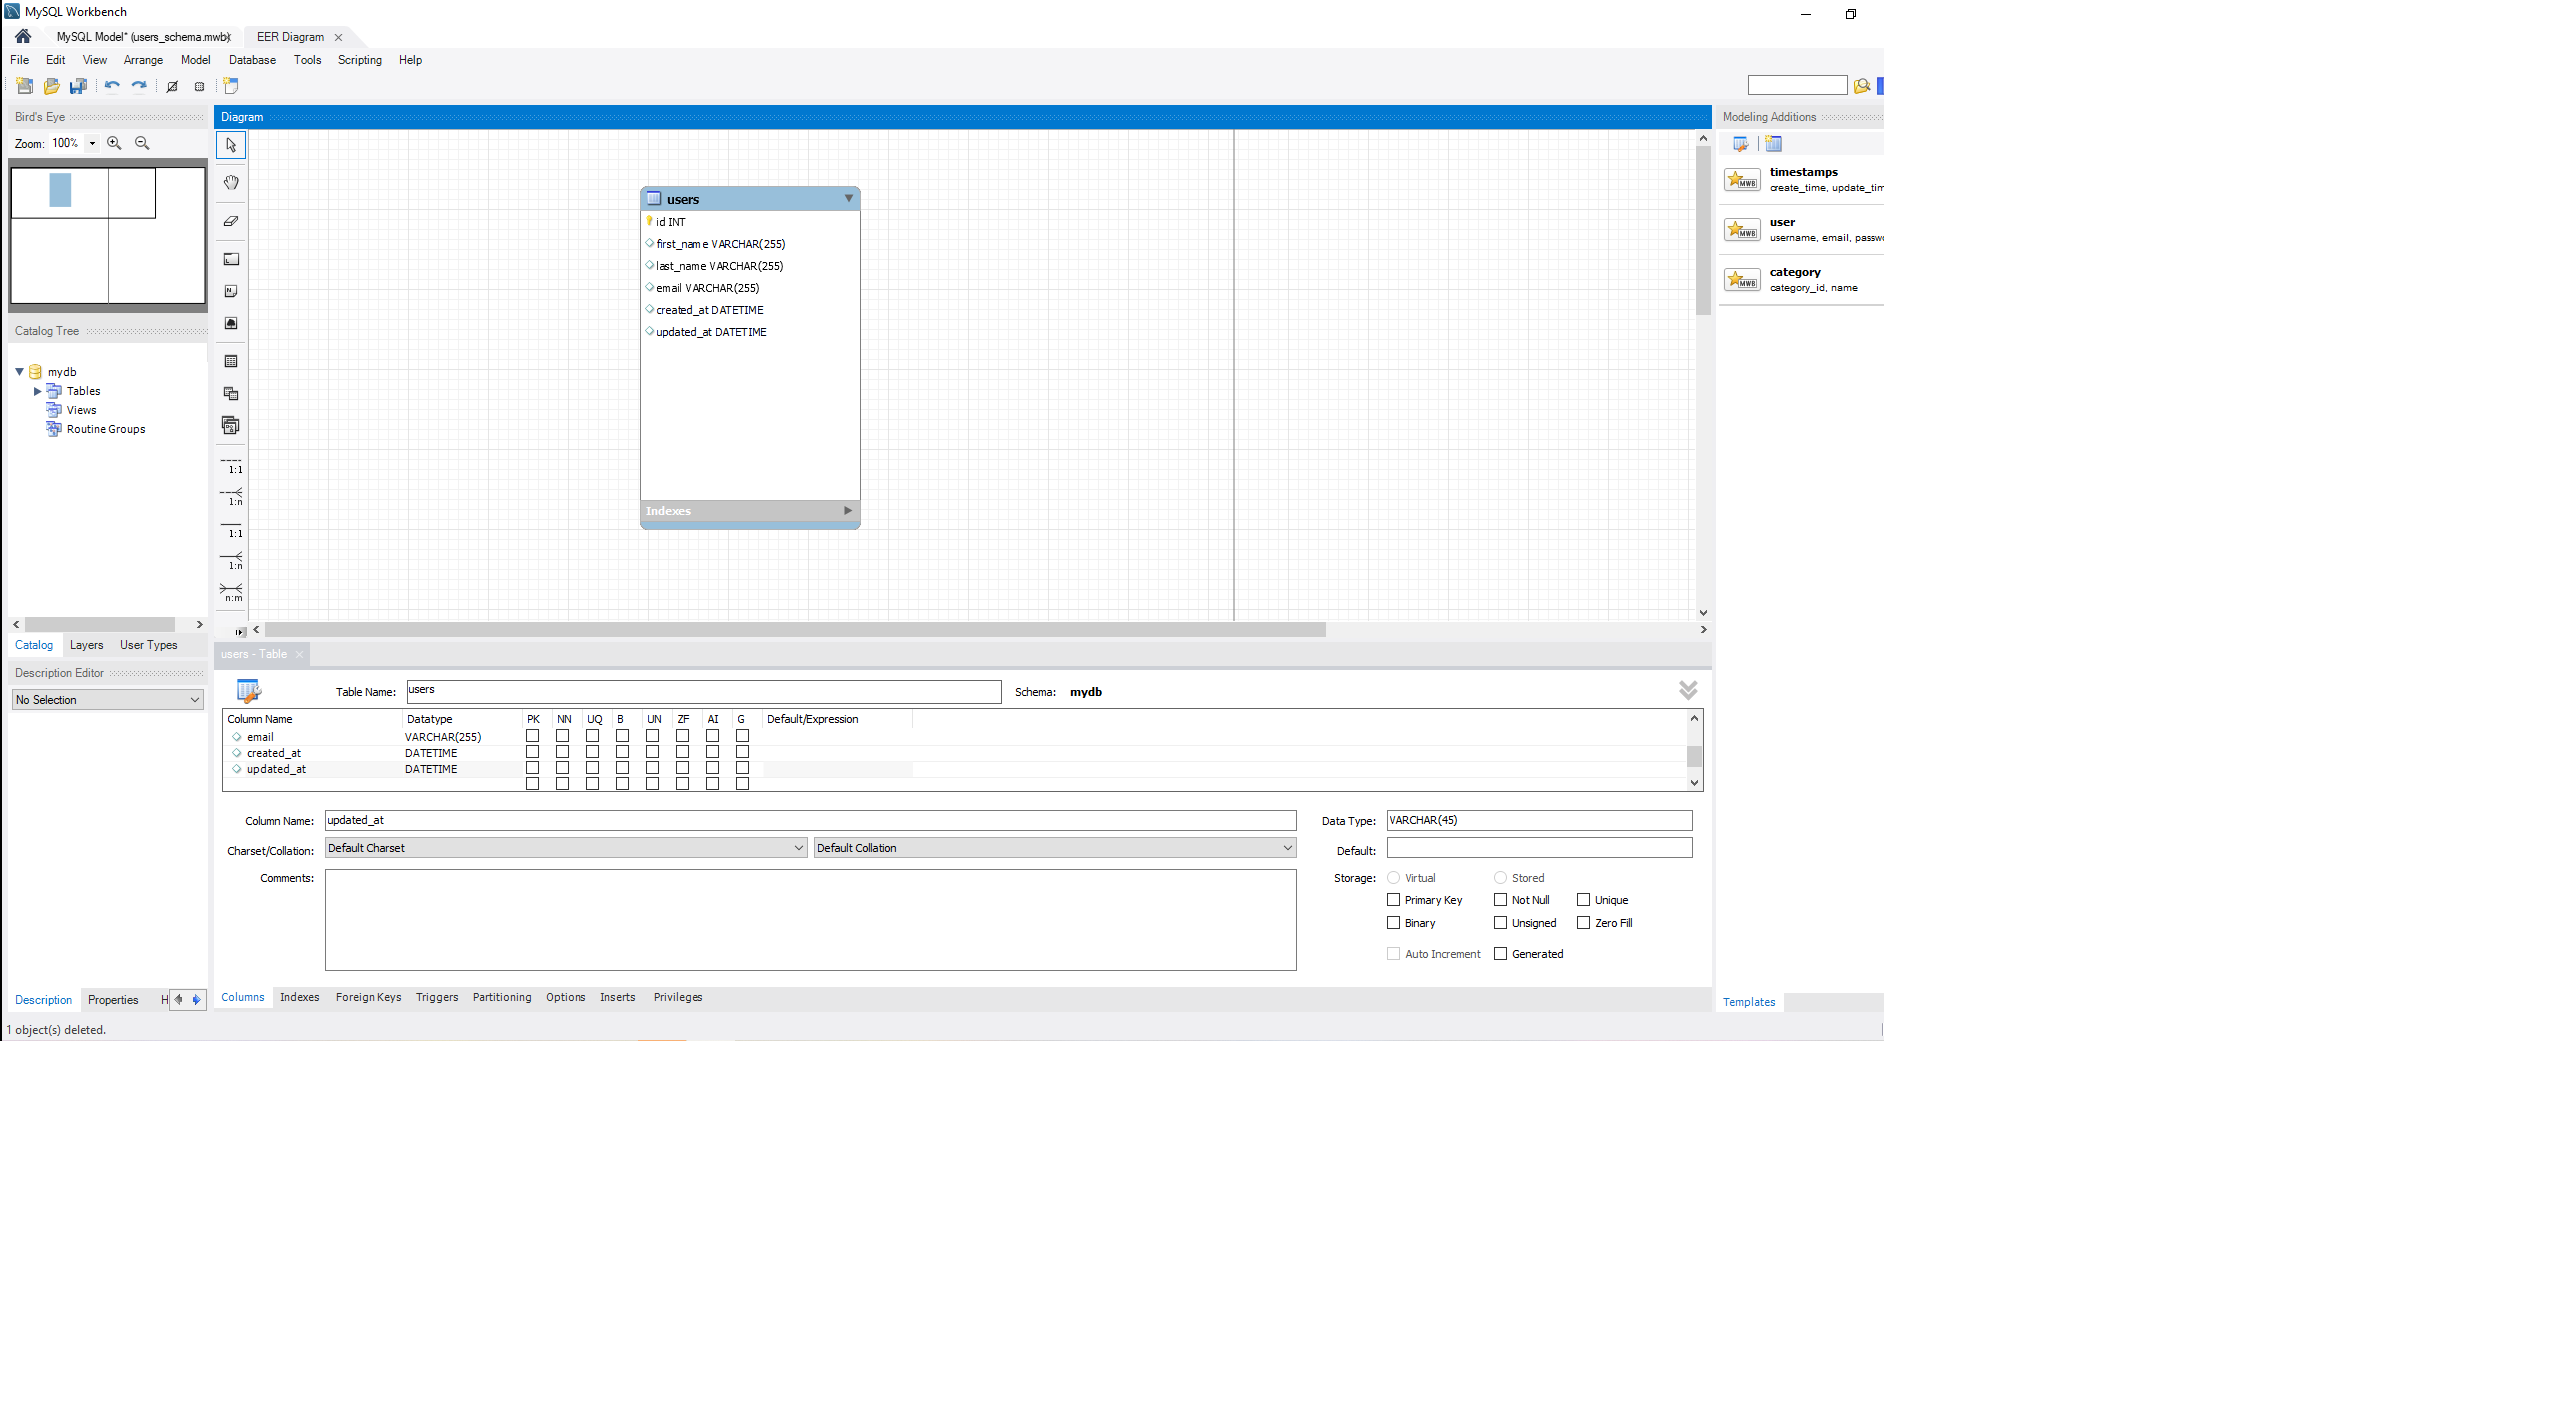 MySQL Workbench
MySQL Model* (users_schema.mwb)
EER Diagram
File Edit View Arrange Model Database Tools Scripting Help
Bird's Eye
Zoom: 100%
Catalog Tree
mydb
Tables
Views
Routine Groups
Catalog Layers User Types
Description Editor
No Selection
Description Properties H
Diagram
1:1
1:n
1:1
1:n
n:m
users
id INT
first_name VARCHAR(255)
last_name VARCHAR(255)
email VARCHAR(255)
created_at DATETIME
updated_at DATETIME
Indexes
Modeling Additions
MWB
timestamps
create_time, update_tim
MWB
user
username, email, passw
MWB
category
category_id, name
Templates
users - Table
Table Name: users Schema: mydb
Column Name Datatype PK NN UQ B UN ZF AI G Default/Expression
email VARCHAR(255)
created_at DATETIME
updated_at DATETIME
Column Name: updated_at Data Type: VARCHAR(45)
Charset/Collation: Default Charset Default Collation Default:
Comments: Storage: Virtual Stored
Primary Key Not Null Unique
Binary Unsigned Zero Fill
Auto Increment Generated
Columns Indexes Foreign Keys Triggers Partitioning Options Inserts Privileges
1 object(s) deleted.